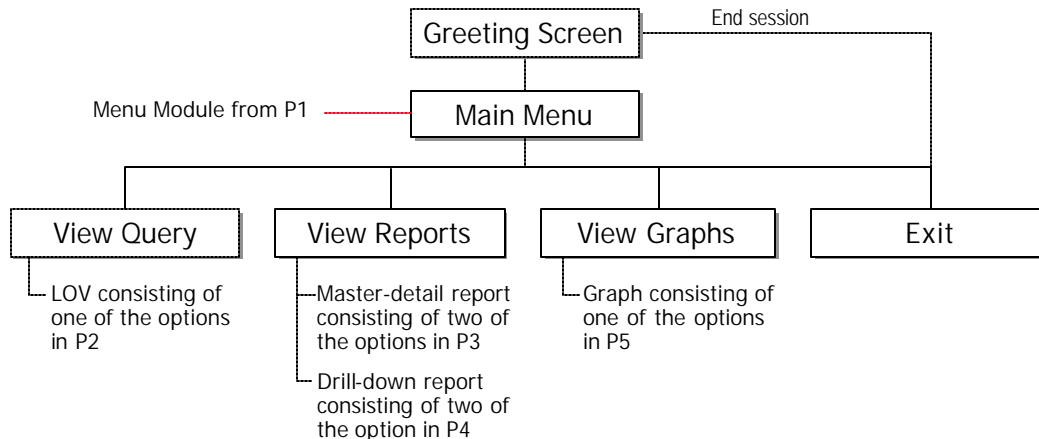 Greeting Screen
End session
Menu Module from P1
Main Menu
View Query
View Reports
View Graphs
Exit
LOV consisting of
one of the options
in P2
Master-detail report
consisting of two of
the options in P3
Drill-down report
consisting of two of
the option in P4
Graph consisting of
one of the options
in P5